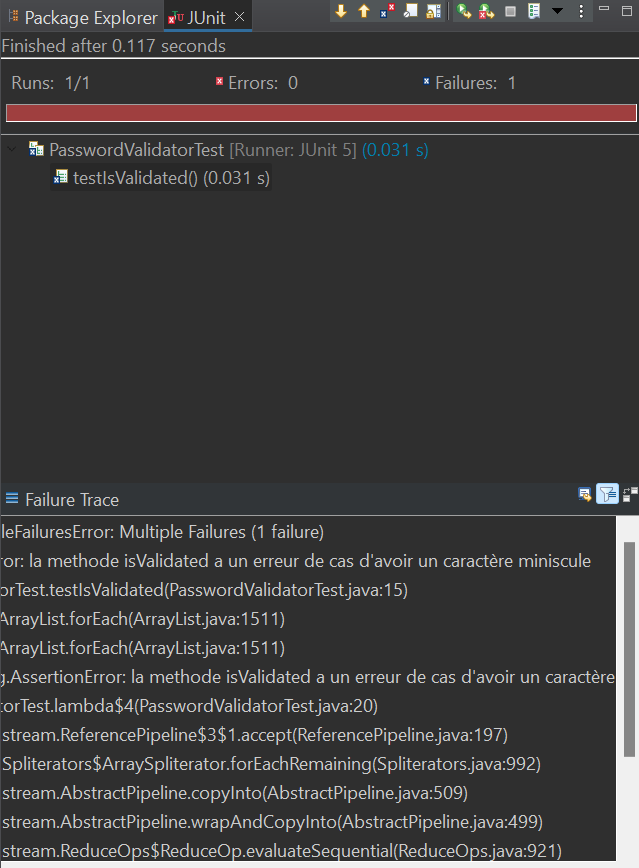 Package Explorer JUnit
Finished after 0.117 seconds
Runs: 1/1 Errors: 0 Failures: 1
PasswordValidatorTest [Runner: JUnit 5] (0.031 s)
testIsValidated() (0.031 s)
Failure Trace
leFailuresError: Multiple Failures (1 failure)
ror: la methode isValidated a un erreur de cas d'avoir un caractère miniscule
orTest.testIsValidated(PasswordValidatorTest.java:15)
ArrayList.forEach(ArrayList.java:1511)
ArrayList.forEach(ArrayList.java:1511)
g.AssertionError: la methode isValidated a un erreur de cas d'avoir un caractère
orTest.lambda$4(PasswordValidatorTest.java:20)
stream.ReferencePipeline$3$1.accept(ReferencePipeline.java:197)
Spliterators$ArraySpliterator.forEachRemaining(Spliterators.java:992)
stream.AbstractPipeline.copyInto(AbstractPipeline.java:509)
stream.AbstractPipeline.wrapAndCopyInto(AbstractPipeline.java:499)
stream.ReduceOps$ReduceOp.evaluateSequential(ReduceOps.java:921)